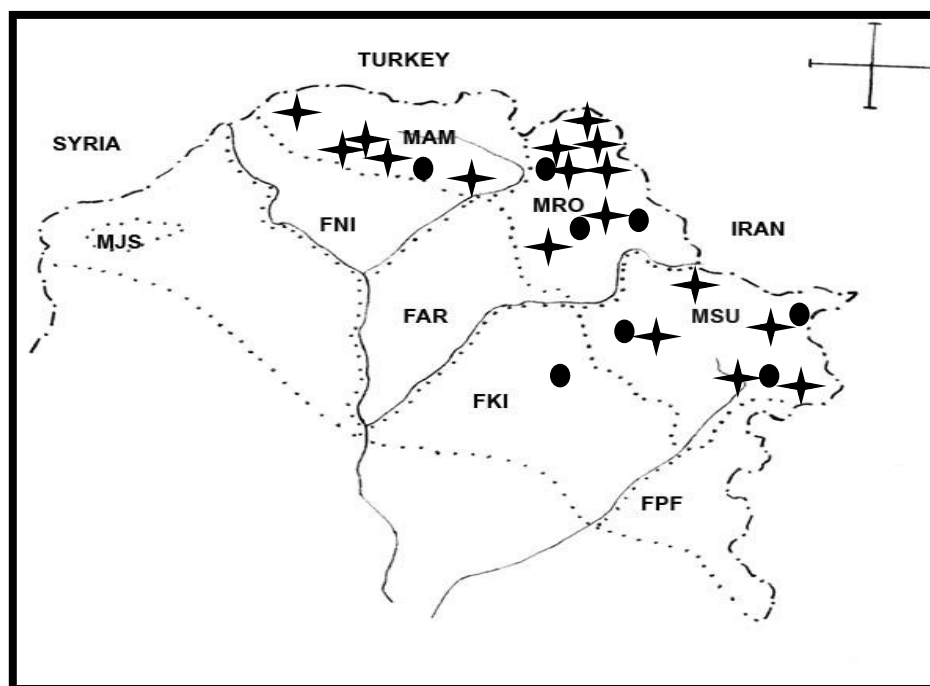 TURKEY
SYRIA
MAM
MRO
IRAN
FNI
MJS
FAR
MSU
FKI
FPF